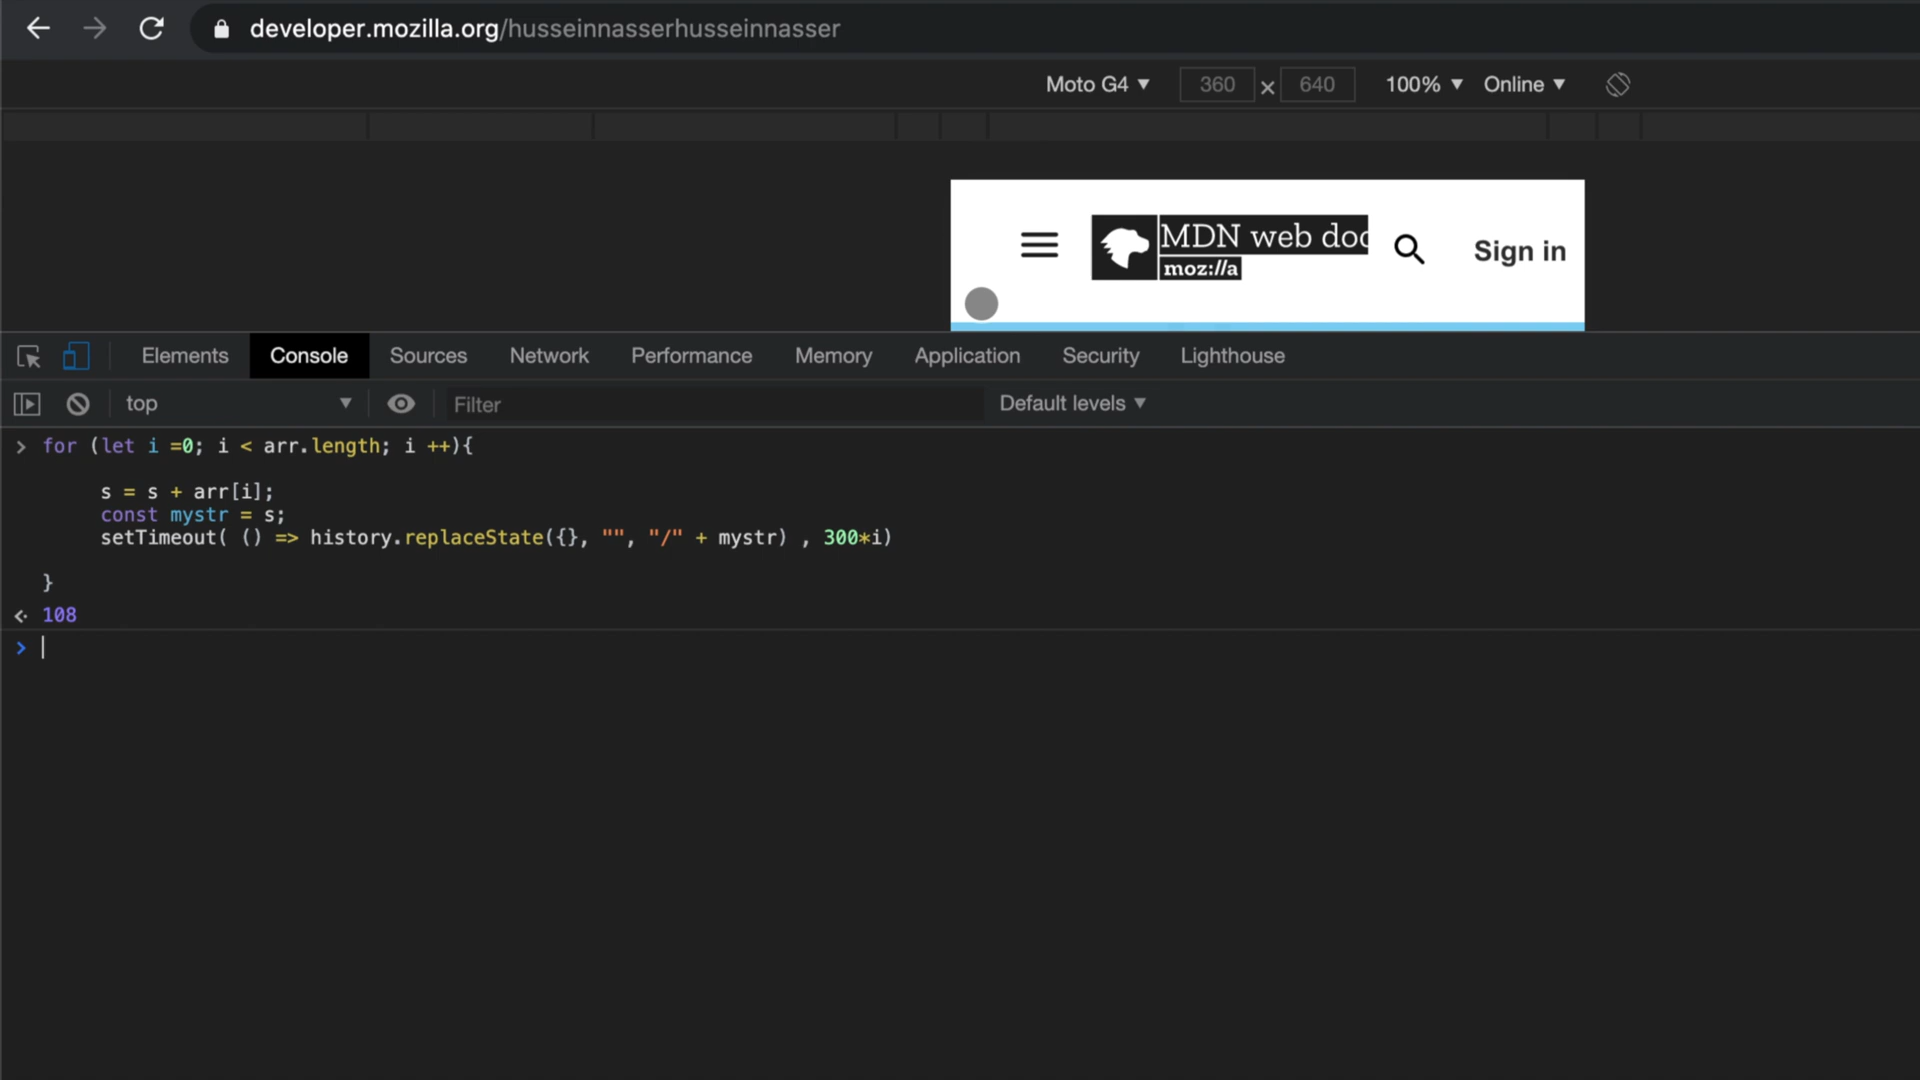 developer.mozilla.org/husseinnasserhusseinnasser
Moto G4 ▼ 360 × 640 100% ▼ Online ▼
MDN web doc
moz://a
Sign in
Elements Console Sources Network Performance Memory Application Security Lighthouse
top ▼ Filter Default levels ▼
> for (let i =0; i < arr.length; i ++){
s = s + arr[i];
const mystr = s;
setTimeout( () => history.replaceState({}, "", "/" + mystr) , 300*i)
}
108
>